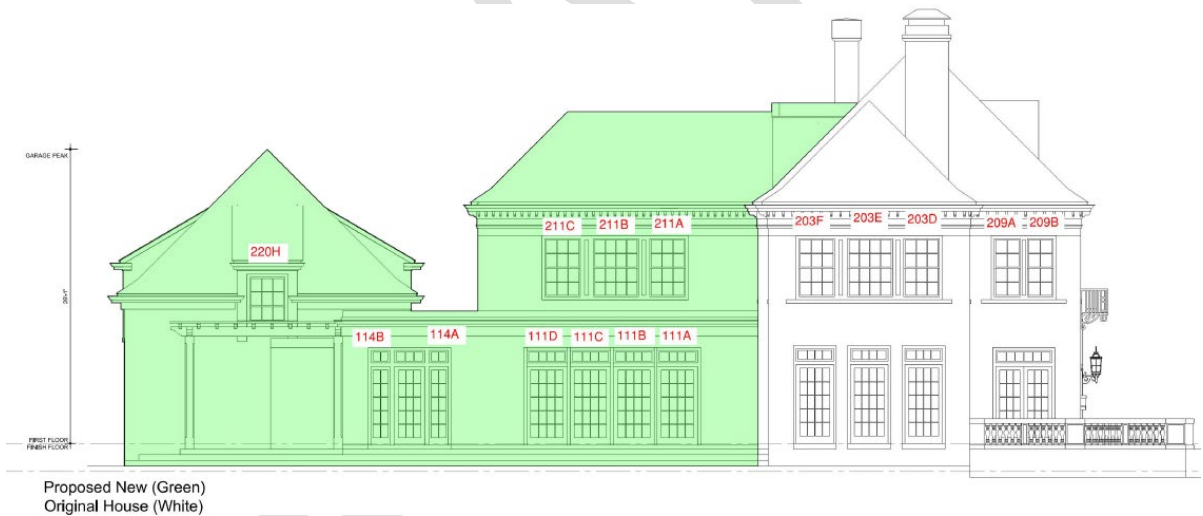 GARAGE PEAK
211C 211B 211A 203F 203E 203D 209A 209B
220H
114B 114A 111D 111C 111B 111A
FIRST FLOOR
FINISH FLOOR
Proposed New (Green)
Original House (White)